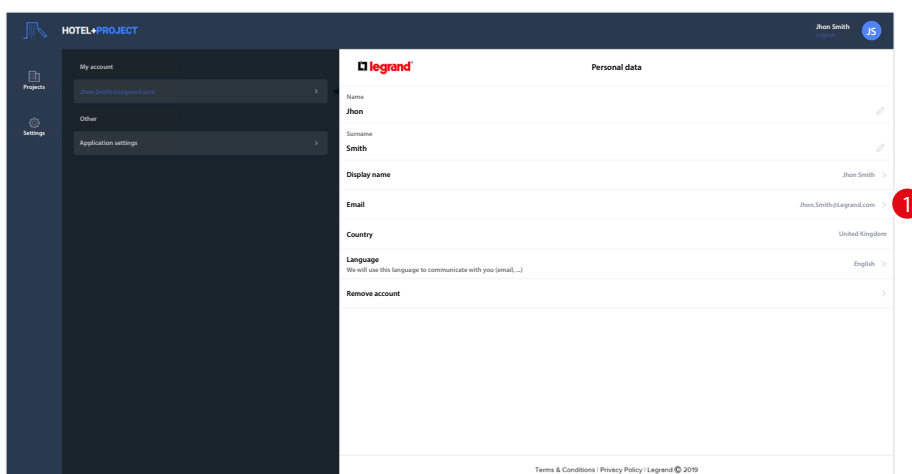 HOTEL+PROJECT
Jhon Smith
Logout
JS
Projects
Settings
My account
Jhon.Smith@Legrand.com
Other
Application settings
legrand®
Personal data
Name
Jhon
Surname
Smith
Display name
Jhon Smith
Email
Jhon.Smith@Legrand.com
1
Country
United Kingdom
Language
We will use this language to communicate with you (email, ...)
English
Remove account
Terms & Conditions | Privacy Policy | Legrand © 2019